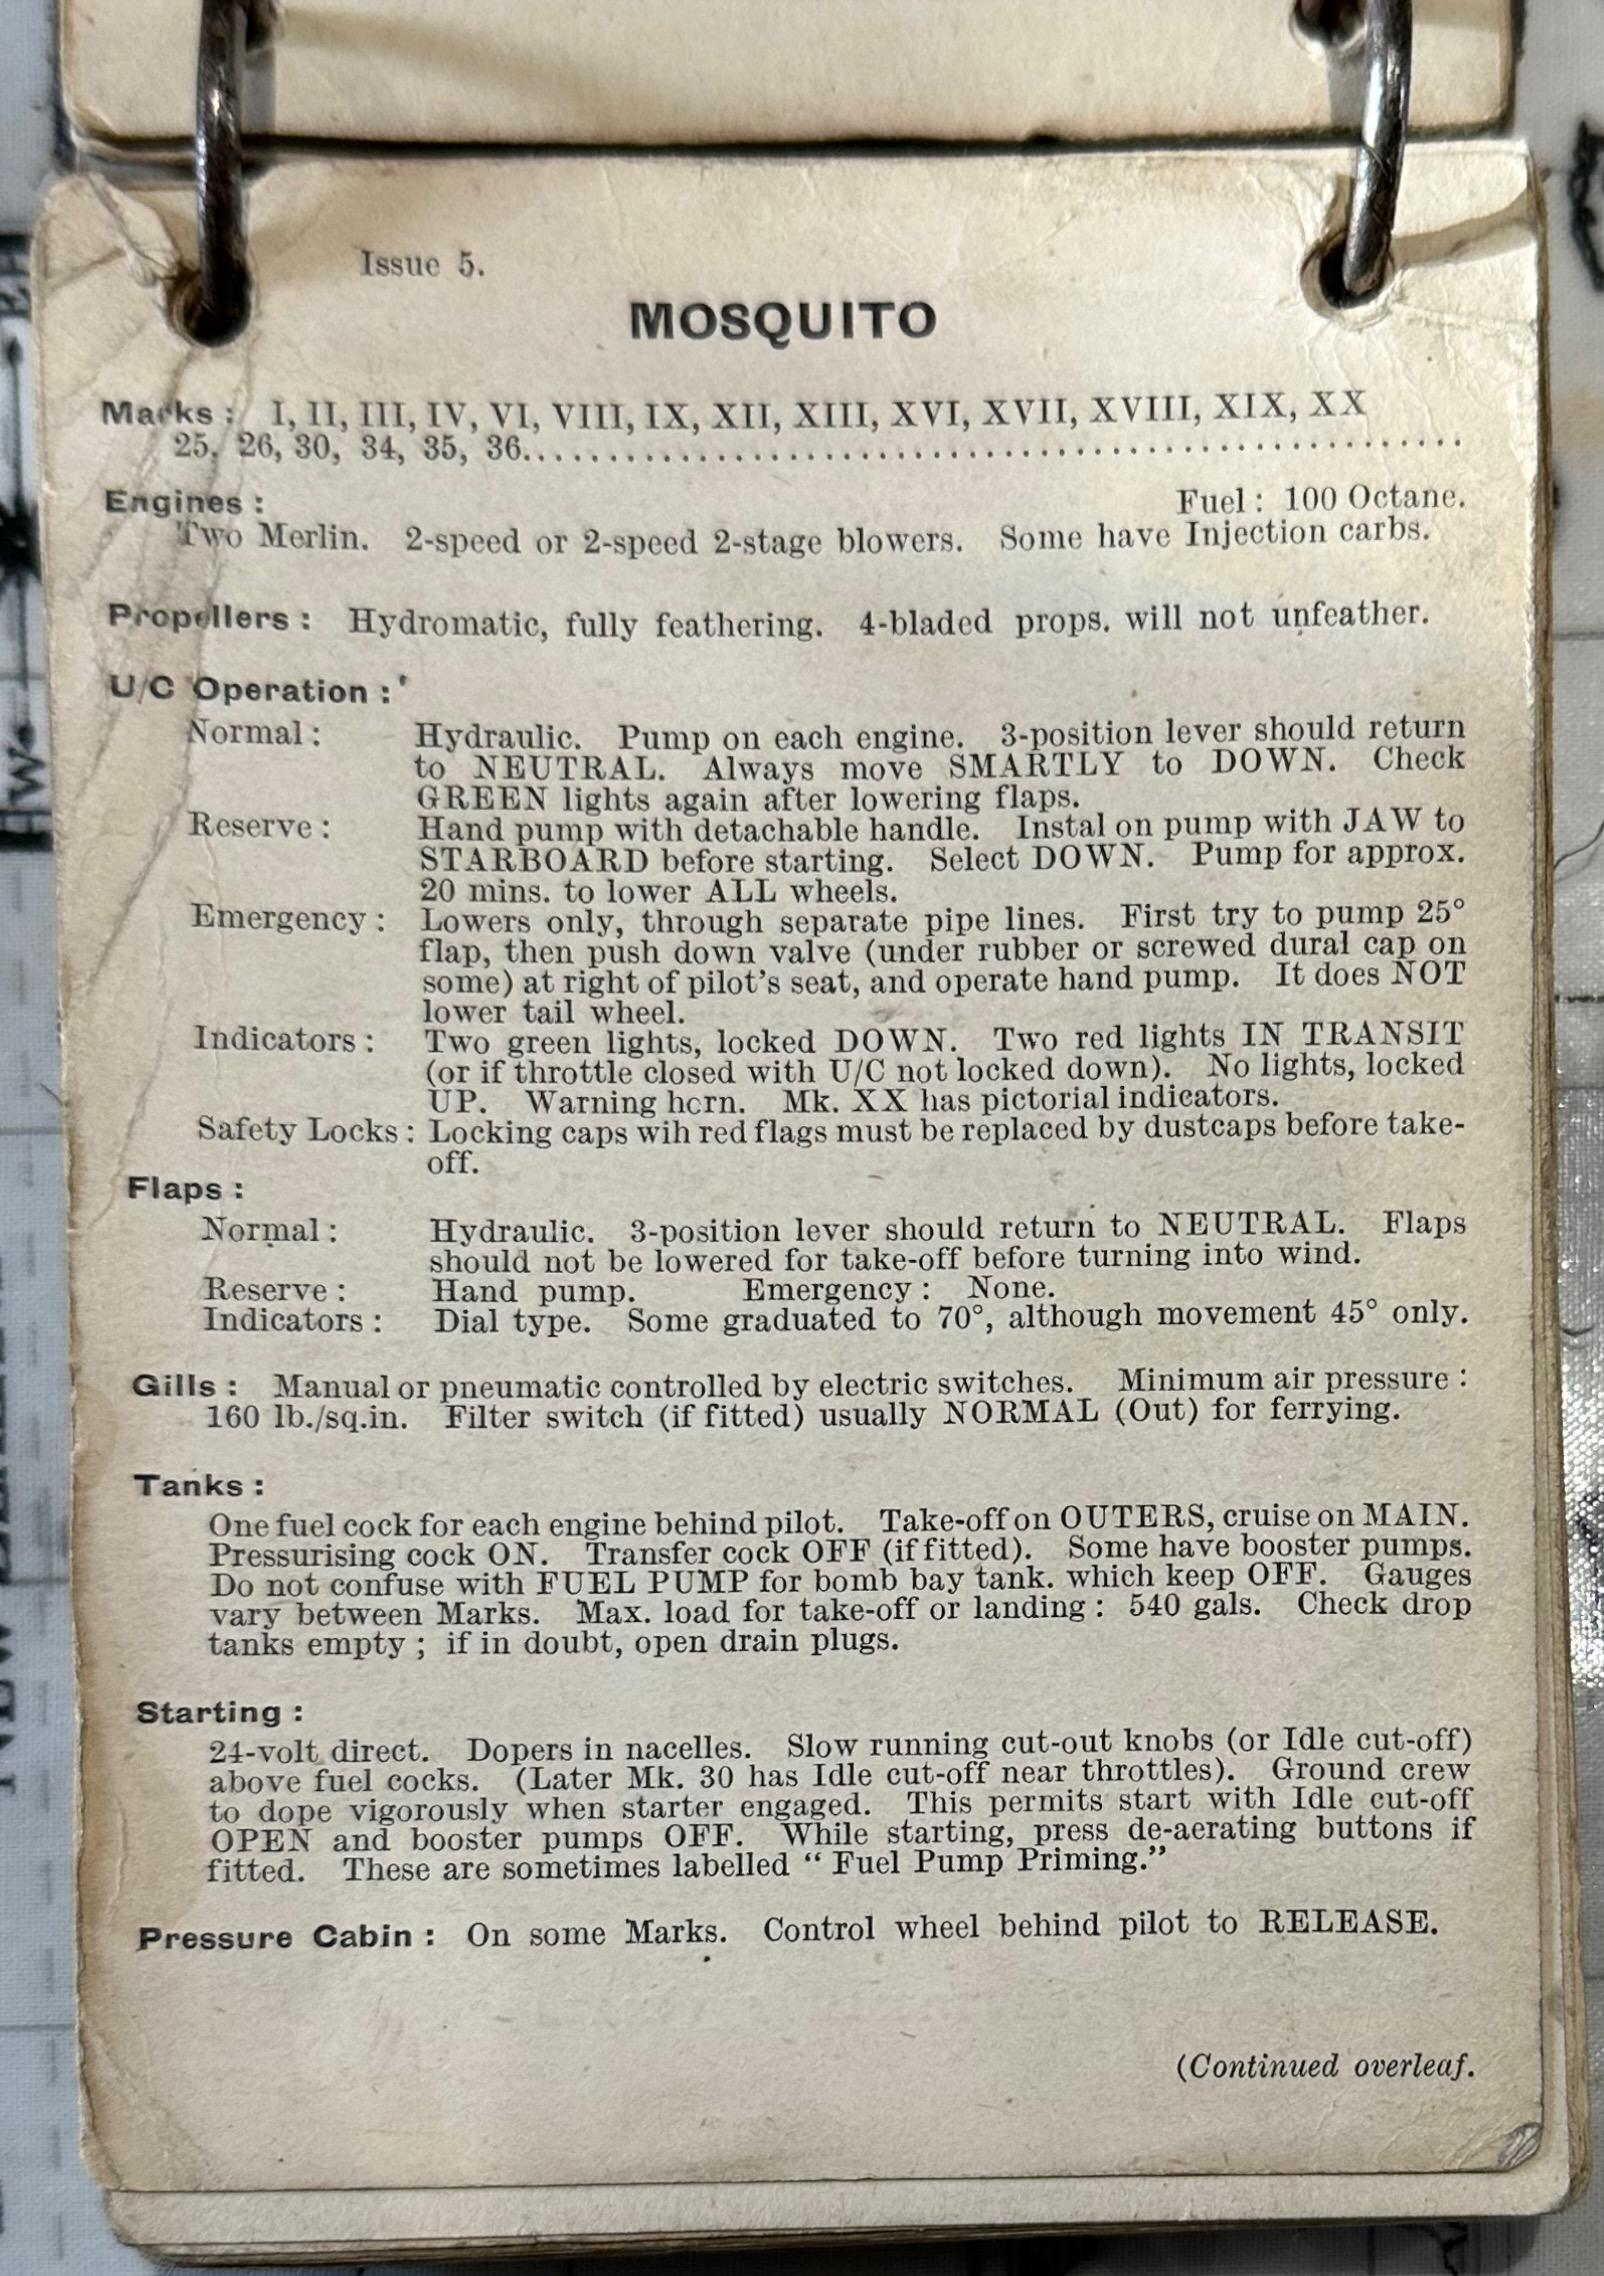 Issue 5.
MOSQUITO
Marks : I, II, III, IV, VI, VIII, IX, XII, XIII, XVI, XVII, XVIII, XIX, XX
25, 26, 30, 34, 35, 36......................................................
Engines :
Fuel : 100 Octane.
Two Merlin. 2-speed or 2-speed 2-stage blowers. Some have Injection carbs.
Propellers : Hydromatic, fully feathering. 4-bladed props. will not unfeather.
U/C Operation :
Normal : Hydraulic. Pump on each engine. 3-position lever should return
to NEUTRAL. Always move SMARTLY to DOWN. Check
GREEN lights again after lowering flaps.
Reserve : Hand pump with detachable handle. Instal on pump with JAW to
STARBOARD before starting. Select DOWN. Pump for approx.
20 mins. to lower ALL wheels.
Emergency : Lowers only, through separate pipe lines. First try to pump 25°
flap, then push down valve (under rubber or screwed dural cap on
some) at right of pilot's seat, and operate hand pump. It does NOT
lower tail wheel.
Indicators : Two green lights, locked DOWN. Two red lights IN TRANSIT
(or if throttle closed with U/C not locked down). No lights, locked
UP. Warning hcrn. Mk. XX has pictorial indicators.
Safety Locks : Locking caps wih red flags must be replaced by dustcaps before take-
off.
Flaps :
Normal : Hydraulic. 3-position lever should return to NEUTRAL. Flaps
should not be lowered for take-off before turning into wind.
Reserve : Hand pump. Emergency : None.
Indicators : Dial type. Some graduated to 70°, although movement 45° only.
Gills : Manual or pneumatic controlled by electric switches. Minimum air pressure :
160 lb./sq.in. Filter switch (if fitted) usually NORMAL (Out) for ferrying.
Tanks :
One fuel cock for each engine behind pilot. Take-off on OUTERS, cruise on MAIN.
Pressurising cock ON. Transfer cock OFF (if fitted). Some have booster pumps.
Do not confuse with FUEL PUMP for bomb bay tank. which keep OFF. Gauges
vary between Marks. Max. load for take-off or landing : 540 gals. Check drop
tanks empty ; if in doubt, open drain plugs.
Starting :
24-volt direct. Dopers in nacelles. Slow running cut-out knobs (or Idle cut-off)
above fuel cocks. (Later Mk. 30 has Idle cut-off near throttles). Ground crew
to dope vigorously when starter engaged. This permits start with Idle cut-off
OPEN and booster pumps OFF. While starting, press de-aerating buttons if
fitted. These are sometimes labelled " Fuel Pump Priming."
Pressure Cabin : On some Marks. Control wheel behind pilot to RELEASE.
(Continued overleaf.